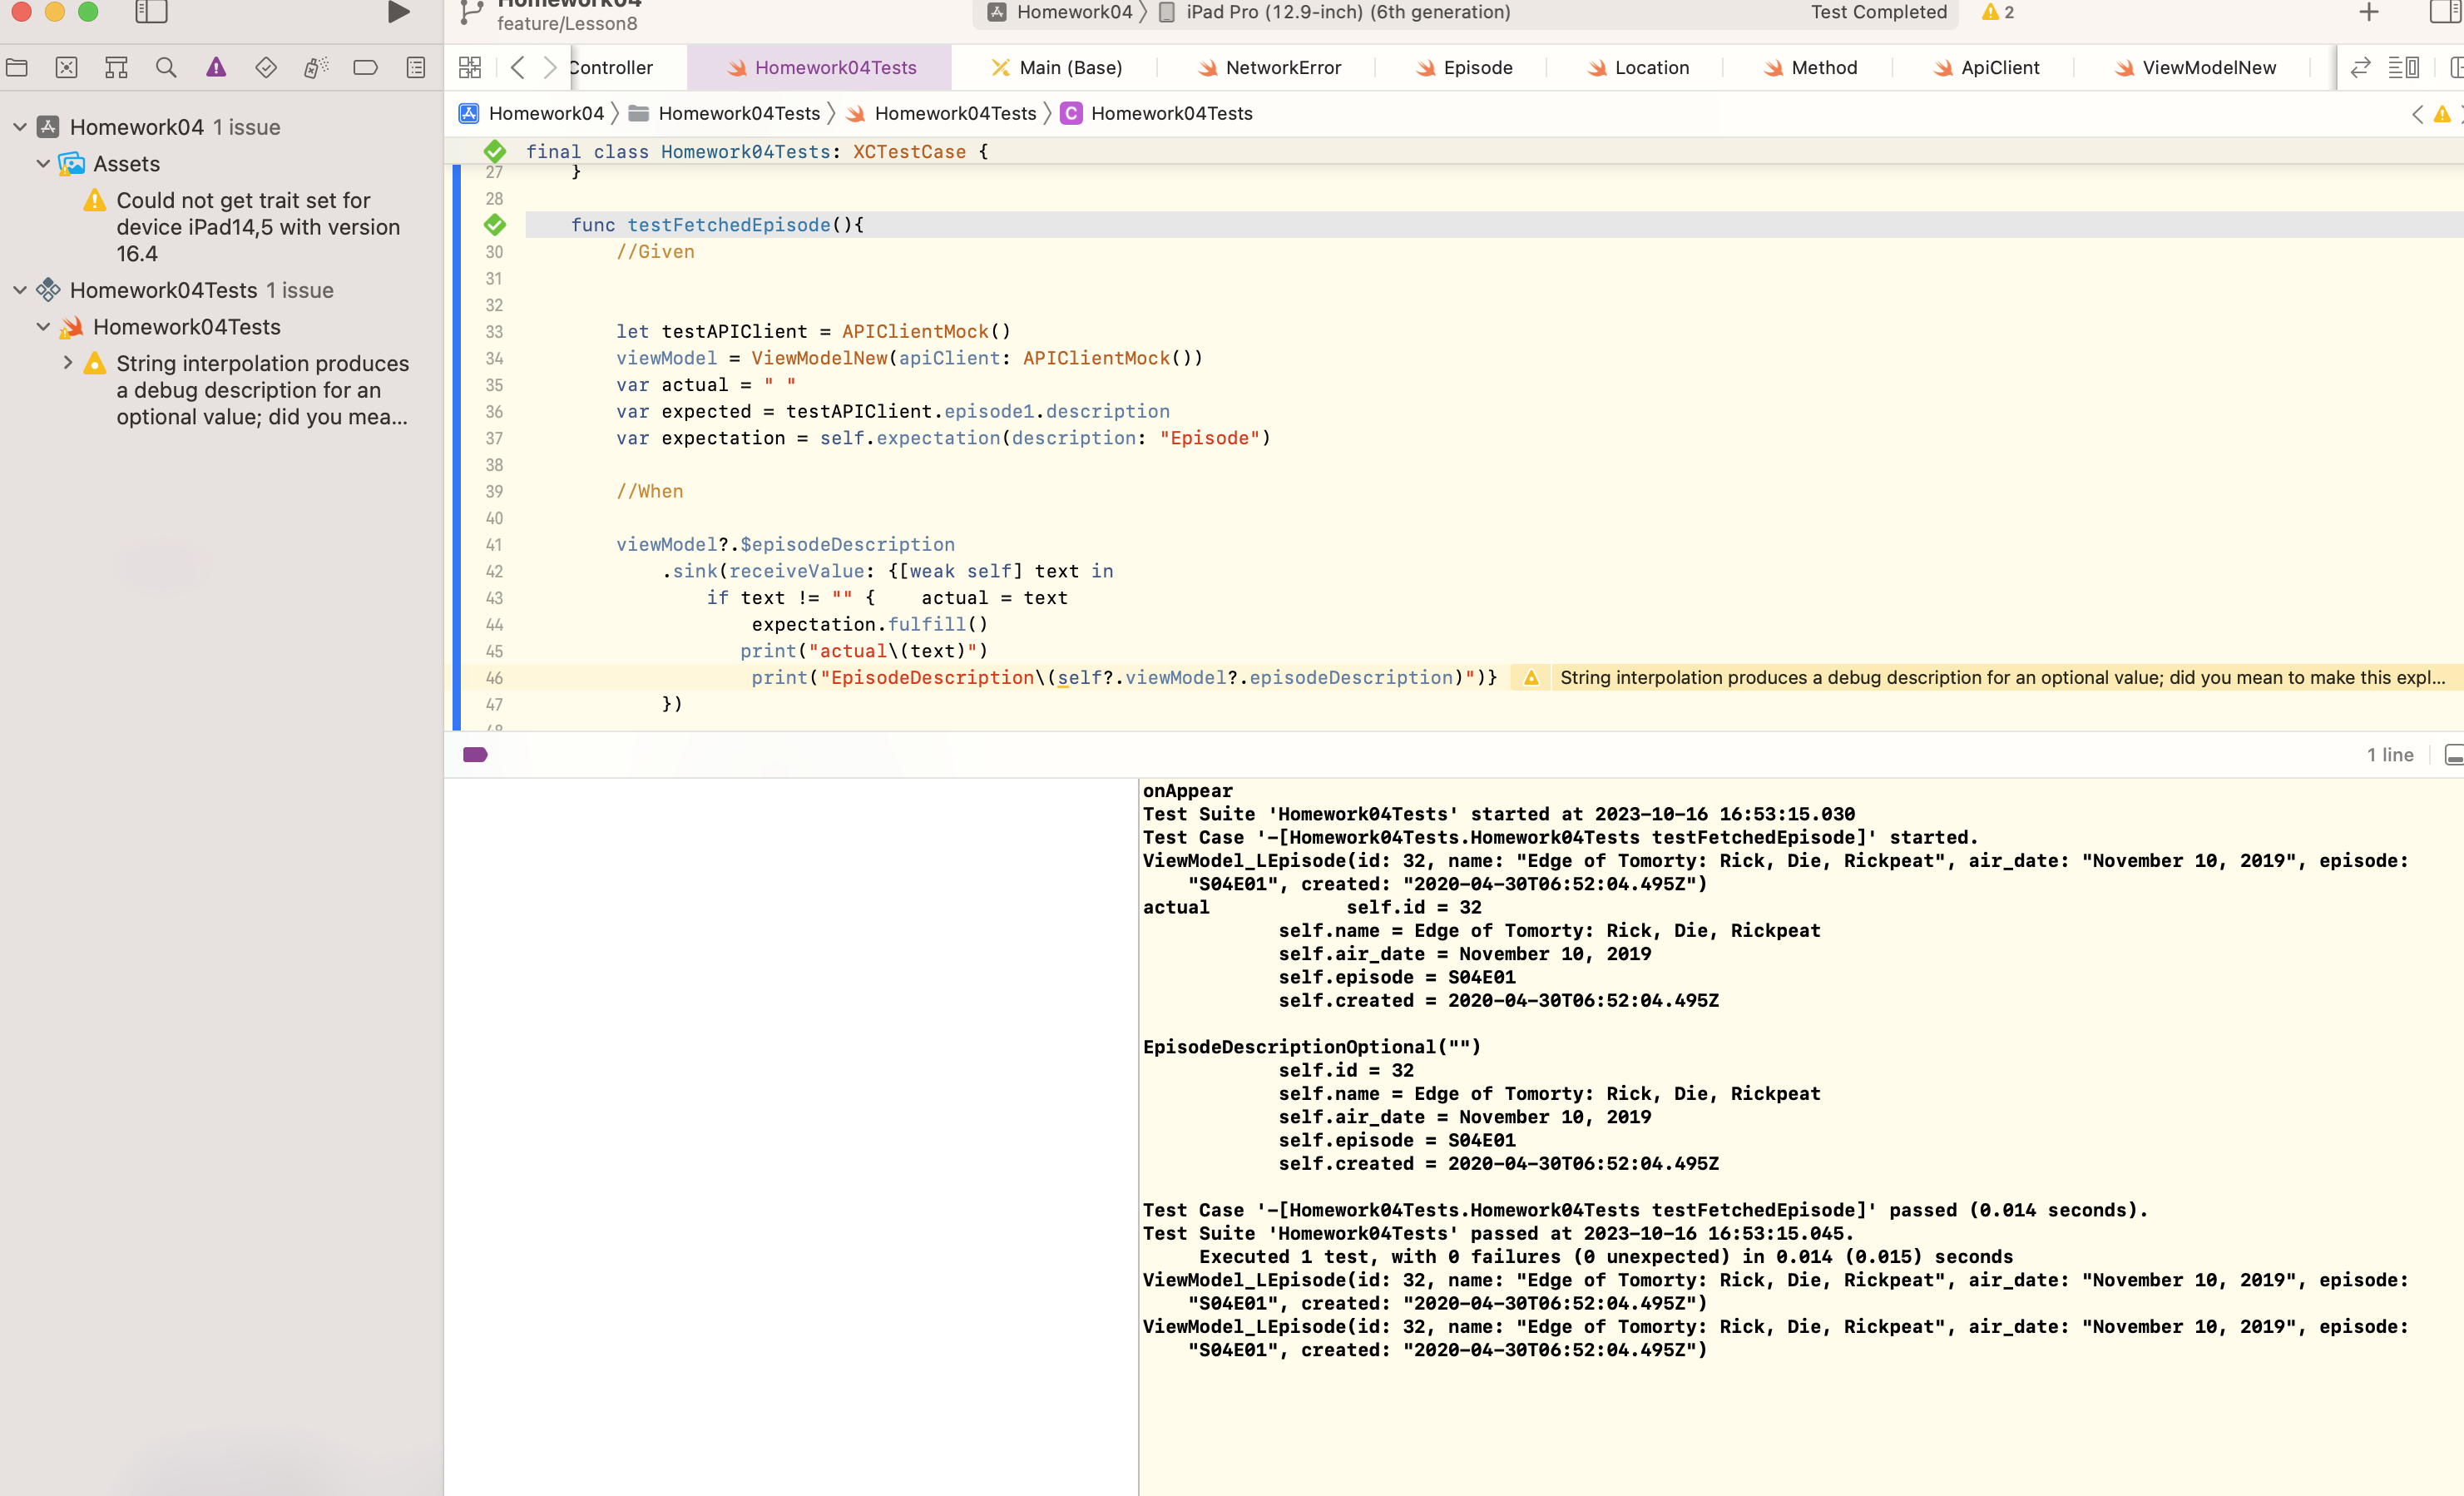 Homework04
feature/Lesson8
Homework04 〉 iPad Pro (12.9-inch) (6th generation)
Test Completed
2
Controller
Homework04Tests
Main (Base)
NetworkError
Episode
Location
Method
ApiClient
ViewModelNew
Homework04 〉 Homework04Tests 〉 Homework04Tests 〉 C Homework04Tests
Homework04 1 issue
Assets
Could not get trait set for
device iPad14,5 with version
16.4
Homework04Tests 1 issue
Homework04Tests
String interpolation produces
a debug description for an
optional value; did you mea...
final class Homework04Tests: XCTestCase {
27 }
28
func testFetchedEpisode(){
30 //Given
31
32
33 let testAPIClient = APIClientMock()
34 viewModel = ViewModelNew(apiClient: APIClientMock())
35 var actual = " "
36 var expected = testAPIClient.episode1.description
37 var expectation = self.expectation(description: "Episode")
38
39 //When
40
41 viewModel?.$episodeDescription
42 .sink(receiveValue: {[weak self] text in
43 if text != "" {    actual = text
44 expectation.fulfill()
45 print("actual\(text)")
46 print("EpisodeDescription\(self?.viewModel?.episodeDescription)")} String interpolation produces a debug description for an optional value; did you mean to make this expl...
47 })
48
1 line
onAppear
Test Suite 'Homework04Tests' started at 2023-10-16 16:53:15.030
Test Case '-[Homework04Tests.Homework04Tests testFetchedEpisode]' started.
ViewModel_LEpisode(id: 32, name: "Edge of Tomorty: Rick, Die, Rickpeat", air_date: "November 10, 2019", episode:
"S04E01", created: "2020-04-30T06:52:04.495Z")
actual            self.id = 32
self.name = Edge of Tomorty: Rick, Die, Rickpeat
self.air_date = November 10, 2019
self.episode = S04E01
self.created = 2020-04-30T06:52:04.495Z
EpisodeDescriptionOptional("")
self.id = 32
self.name = Edge of Tomorty: Rick, Die, Rickpeat
self.air_date = November 10, 2019
self.episode = S04E01
self.created = 2020-04-30T06:52:04.495Z
Test Case '-[Homework04Tests.Homework04Tests testFetchedEpisode]' passed (0.014 seconds).
Test Suite 'Homework04Tests' passed at 2023-10-16 16:53:15.045.
Executed 1 test, with 0 failures (0 unexpected) in 0.014 (0.015) seconds
ViewModel_LEpisode(id: 32, name: "Edge of Tomorty: Rick, Die, Rickpeat", air_date: "November 10, 2019", episode:
"S04E01", created: "2020-04-30T06:52:04.495Z")
ViewModel_LEpisode(id: 32, name: "Edge of Tomorty: Rick, Die, Rickpeat", air_date: "November 10, 2019", episode:
"S04E01", created: "2020-04-30T06:52:04.495Z")